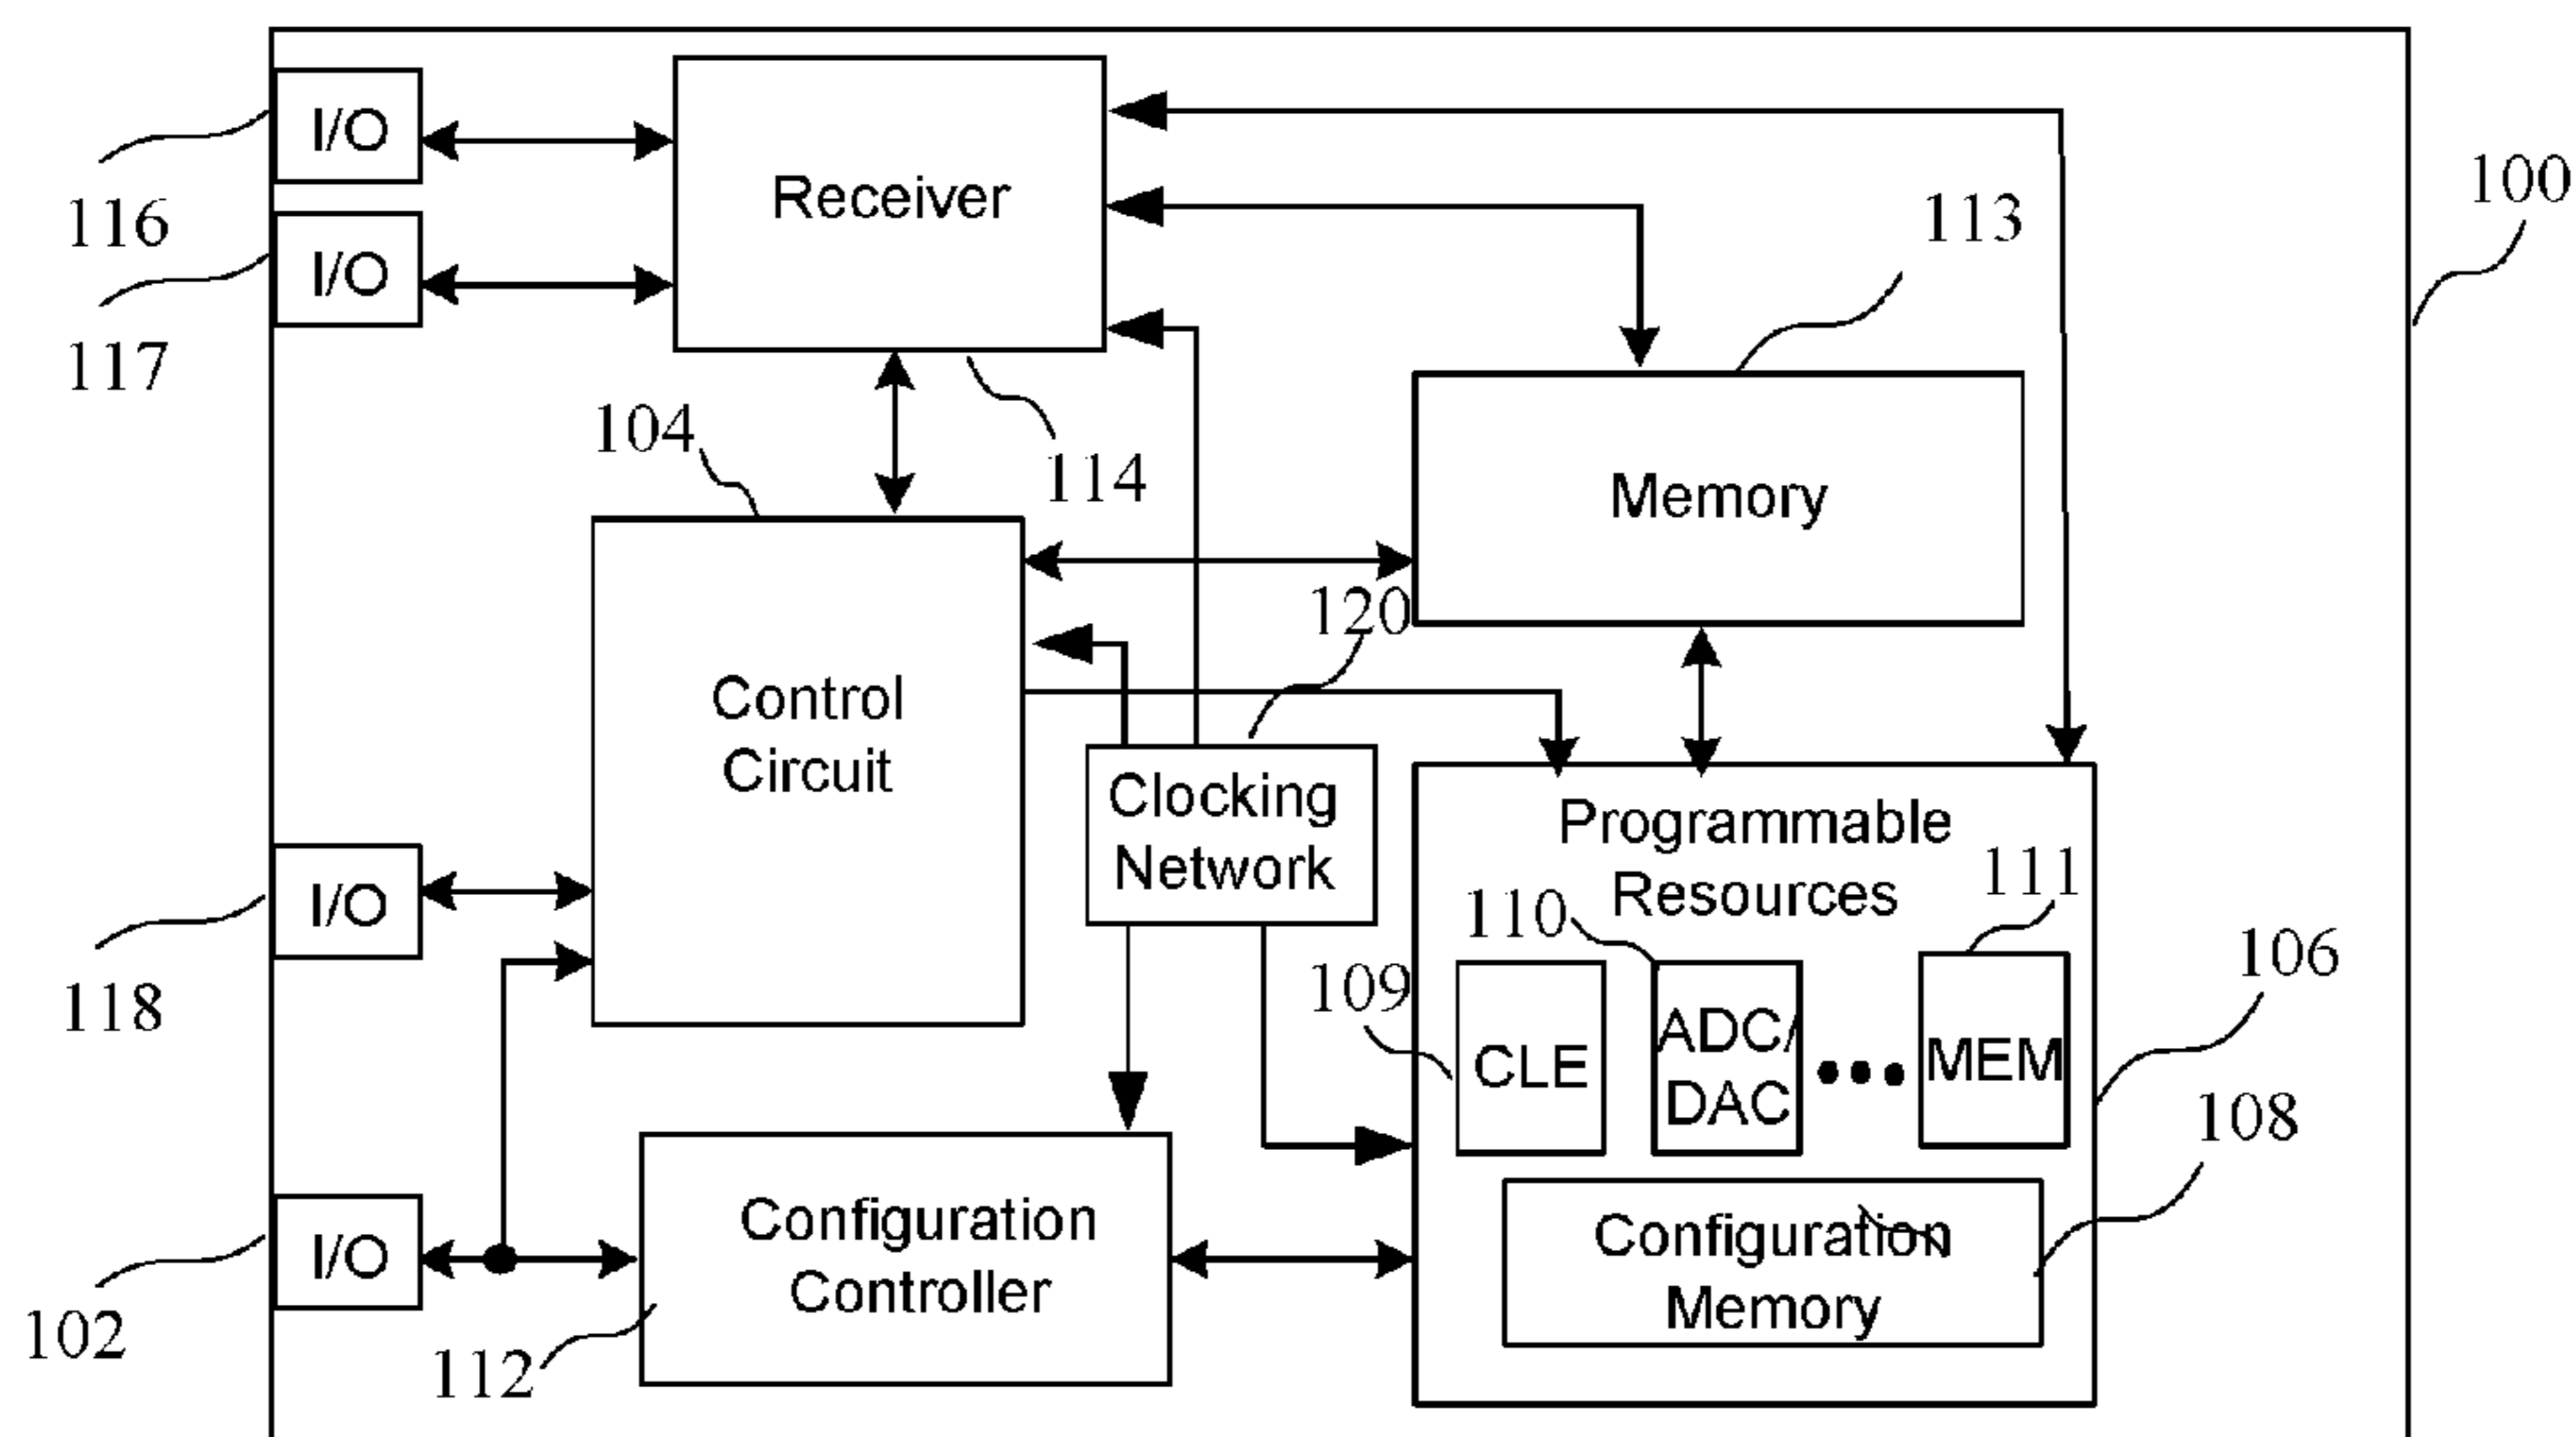 I/O
116
I/O
117
Receiver
114
113
100
104
Memory
120
Control
Circuit
Clocking
Network
Programmable
Resources
111
110
109
CLE
ADC/
DAC
MEM
106
108
I/O
118
Configuration
Memory
Configuration
Controller
I/O
102
112